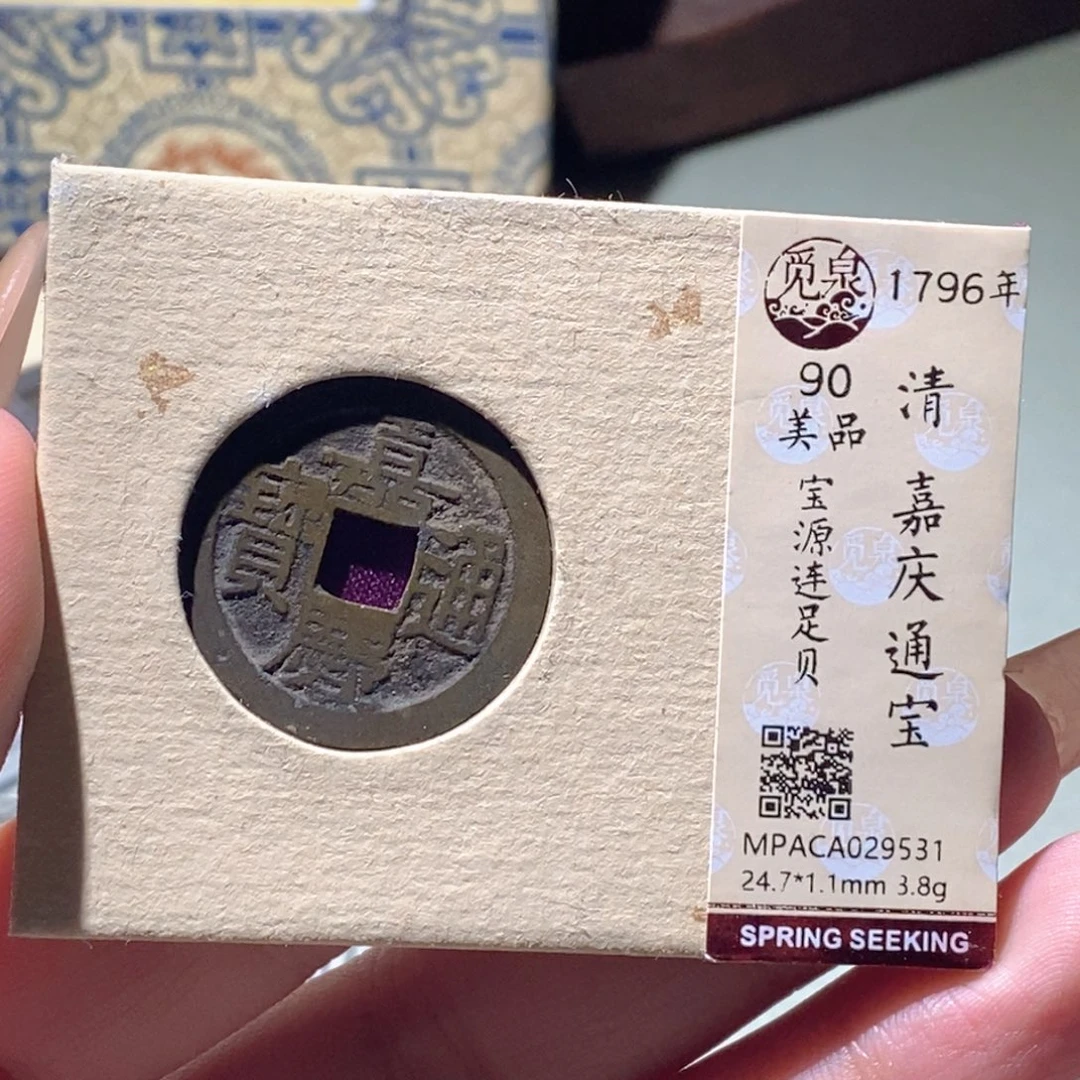 嘉慶通寶
觅泉
1796年
90
美品
清 嘉庆通宝
宝源连足贝
MPACA029531
24.7*1.1mm 3.8g
SPRING SEEKING